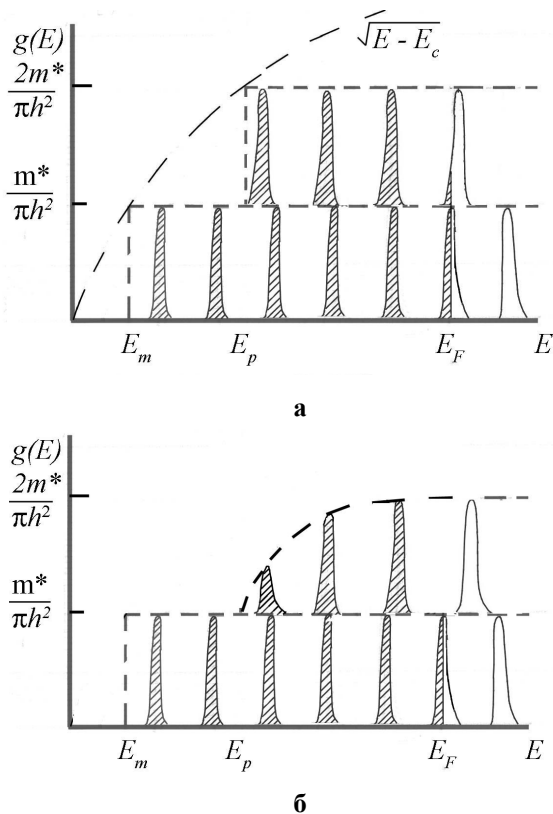 g(E)
√E - E_c
2m*
πh²
m*
πh²
E_m
E_p
E_F
E
а
g(E)
2m*
πh²
m*
πh²
E_m
E_p
E_F
E
б